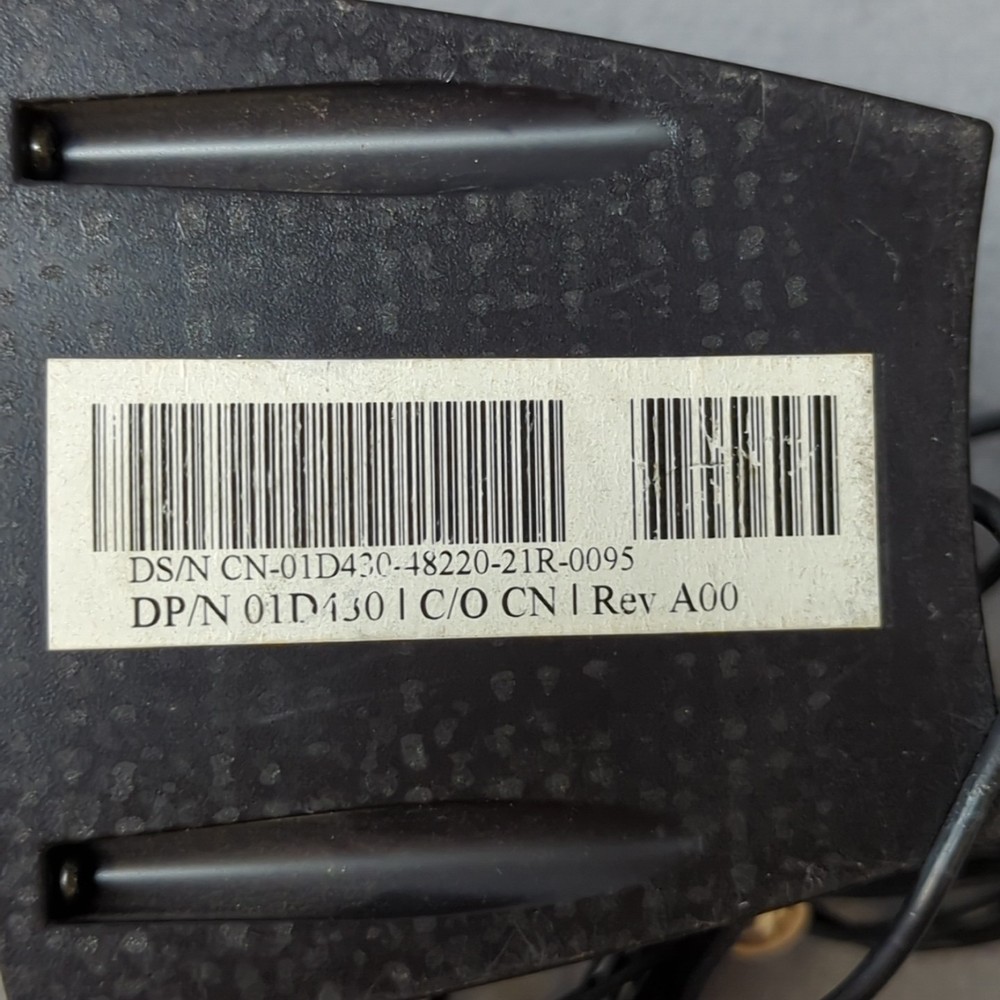 DS/N CN-01D430-48220-21R-0095
DP/N 01D430 | C/O CN | Rev A00